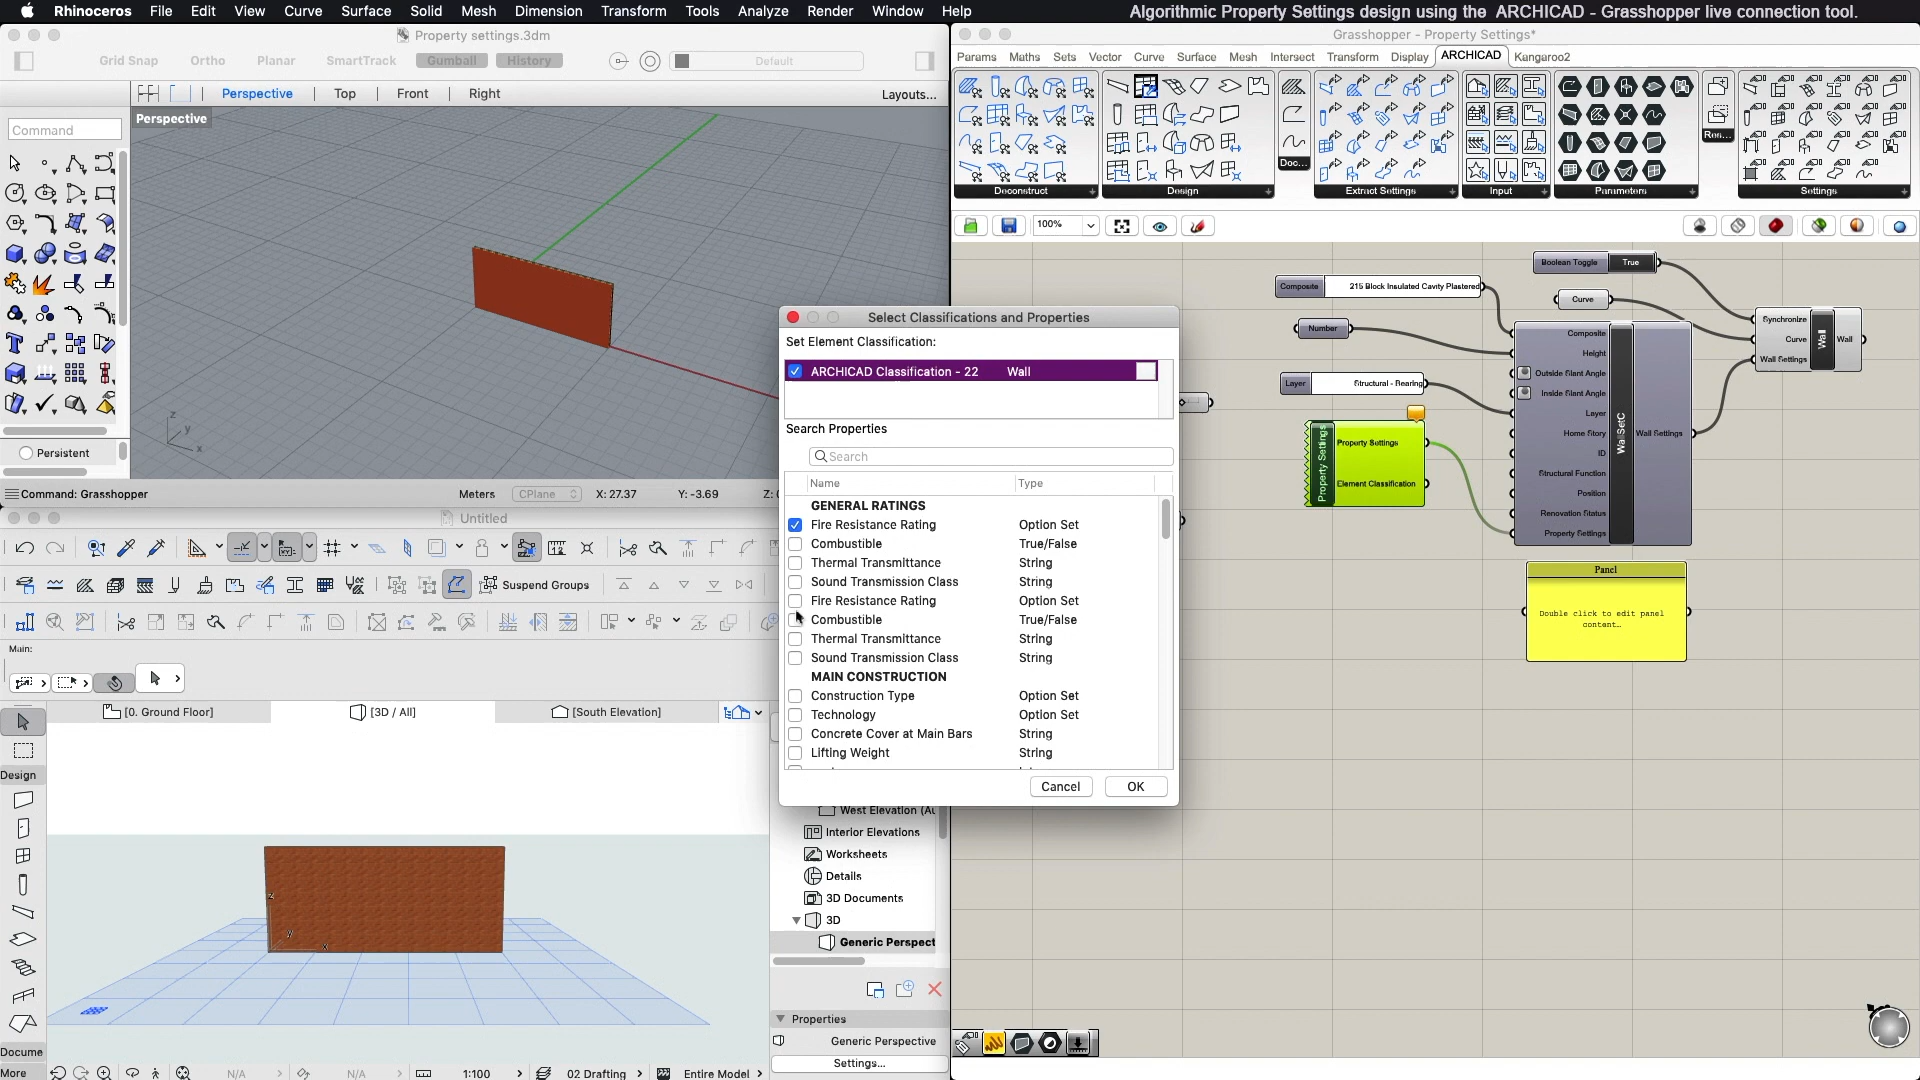 Rhinoceros File Edit View Curve Surface Solid Mesh Dimension Transform Tools Analyze Render Window Help
Algorithmic Property Settings design using the ARCHICAD - Grasshopper live connection tool.
Property settings.3dm
Grid Snap Ortho Planar SmartTrack Gumball History Default
Perspective Top Front Right Layouts...
Command
Perspective
z
y
x
Persistent
Command: Grasshopper Meters CPlane X: 27.37 Y: -3.69 Z:
Grasshopper - Property Settings*
Params Maths Sets Vector Curve Surface Mesh Intersect Transform Display ARCHICAD Kangaroo2
Deconstruct Design Doc... Extract Settings Input Parameters Ron... Settings
100%
Boolean Toggle True
Composite 215 Block Insulated Cavity Plastered
Curve
Number
Layer Structural - Bearing
Property Settings
Property Settings
Element Classification
Composite
Height
Outside Slant Angle
Inside Slant Angle
Layer
Home Story
ID
Structural Function
Position
Renovation Status
Property Settings
WallSetC
Wall Settings
Synchronize
Curve
Wall Settings
Wall
Wall
Panel
Double click to edit panel
content…
Select Classifications and Properties
Set Element Classification:
ARCHICAD Classification - 22 Wall
Search Properties
Search
Name Type
GENERAL RATINGS
Fire Resistance Rating Option Set
Combustible True/False
Thermal Transmittance String
Sound Transmission Class String
Fire Resistance Rating Option Set
Combustible True/False
Thermal Transmittance String
Sound Transmission Class String
MAIN CONSTRUCTION
Construction Type Option Set
Technology Option Set
Concrete Cover at Main Bars String
Lifting Weight String
Cancel OK
Untitled
Suspend Groups
Main:
[0. Ground Floor] [3D / All] [South Elevation]
Design
z
y
x
West Elevation (Au
Interior Elevations
Worksheets
Details
3D Documents
3D
Generic Perspect
Properties
Generic Perspective
Settings...
Docume
More N/A N/A 1:100 02 Drafting Entire Model